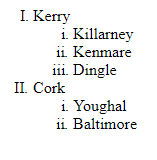 I. Kerry
i. Killarney
ii. Kenmare
iii. Dingle
II. Cork
i. Youghal
ii. Baltimore